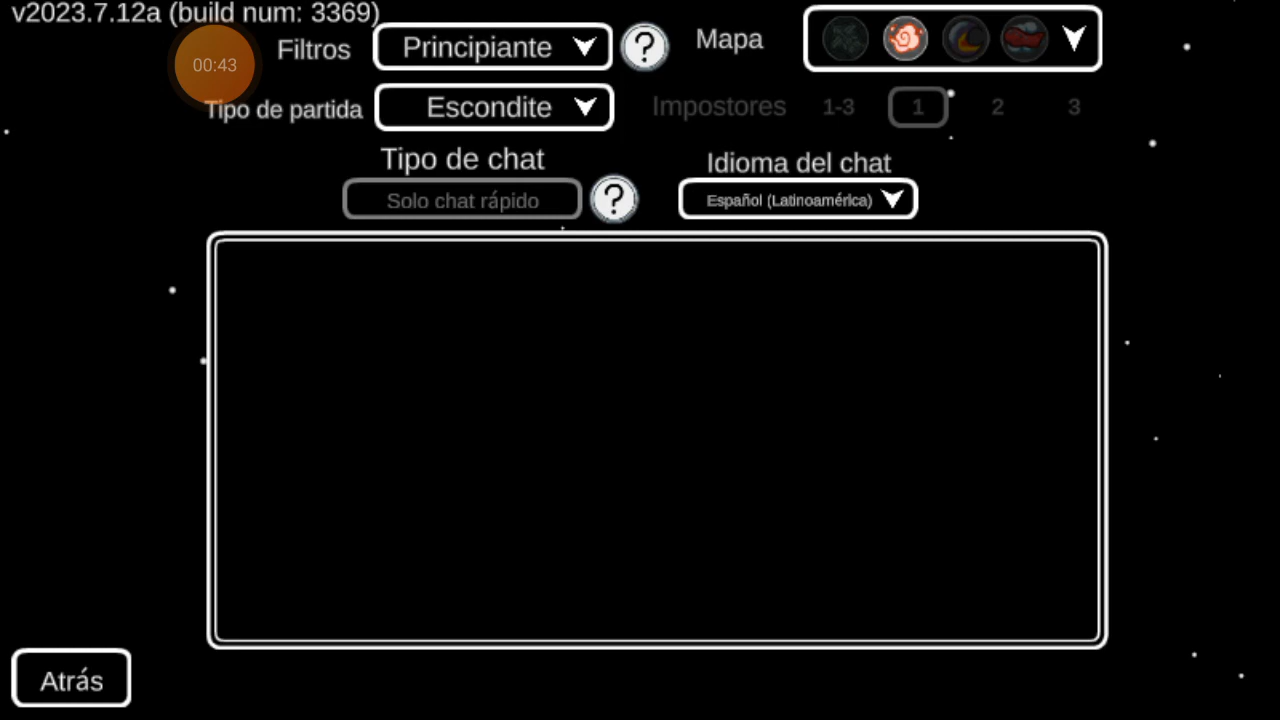 v2023.7.12a (build num: 3369)
00:43
Filtros Principiante ? Mapa
Tipo de partida Escondite Impostores 1-3 1 2 3
Tipo de chat Idioma del chat
Solo chat rápido ? Español (Latinoamérica)
Atrás